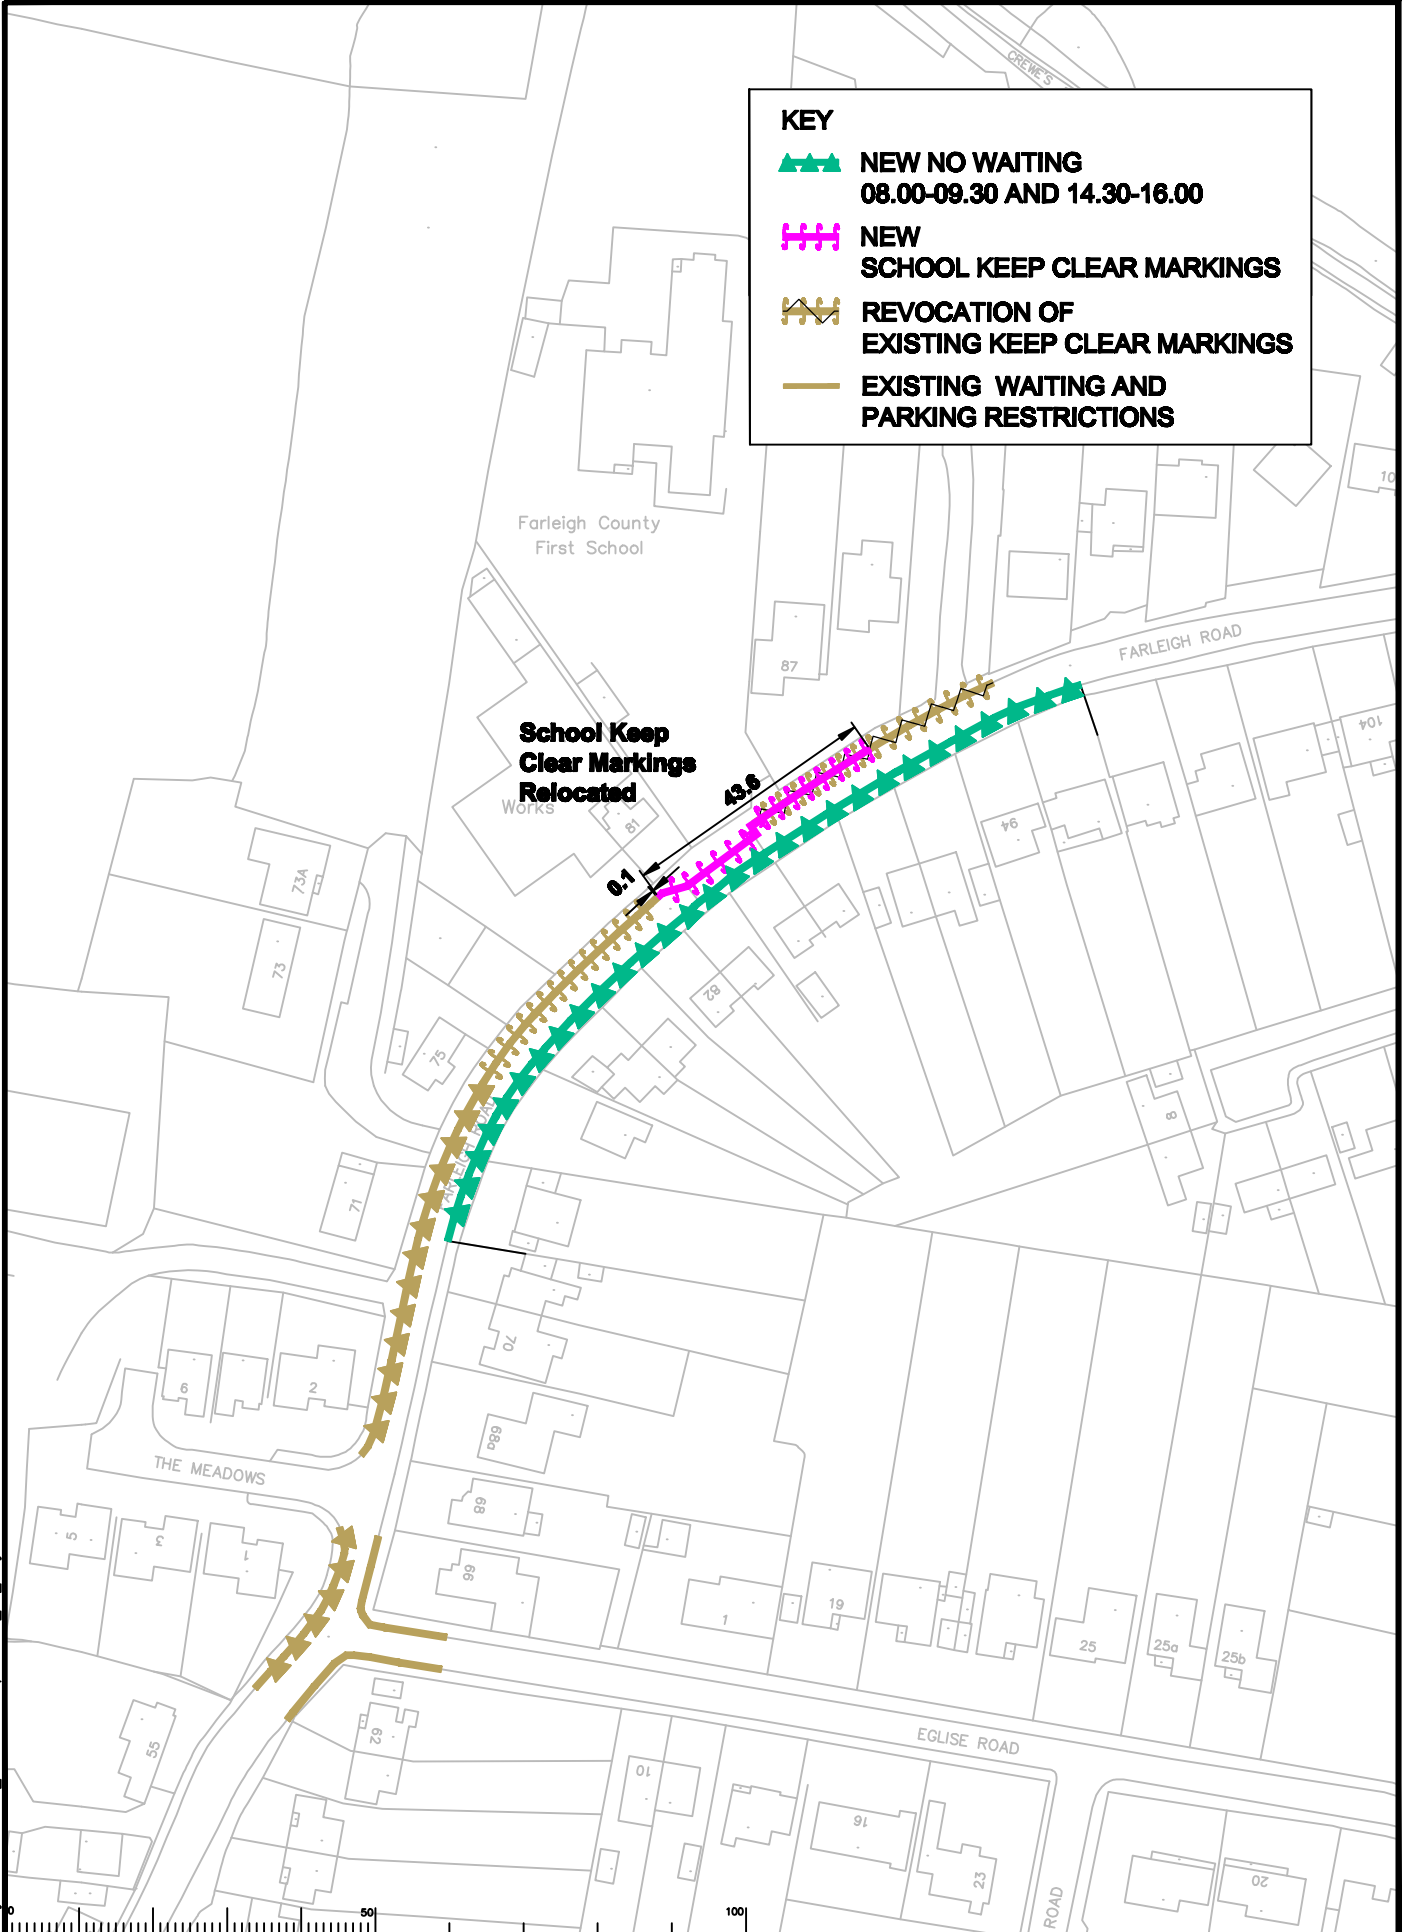 CREWE'S
KEY
NEW NO WAITING
08.00-09.30 AND 14.30-16.00
NEW
SCHOOL KEEP CLEAR MARKINGS
REVOCATION OF
EXISTING KEEP CLEAR MARKINGS
EXISTING WAITING AND
PARKING RESTRICTIONS
10
Farleigh County
First School
FARLEIGH ROAD
87
104
School Keep
Clear Markings
Relocated
Works
81
43.6
0.1
94
73A
73
82
75
8
FARLEIGH ROAD
71
70
6
2
68a
THE MEADOWS
68
5
3
1
66
1
19
25
25a
25b
62
55
EGLISE ROAD
10
16
23
20
ROAD
0
50
100